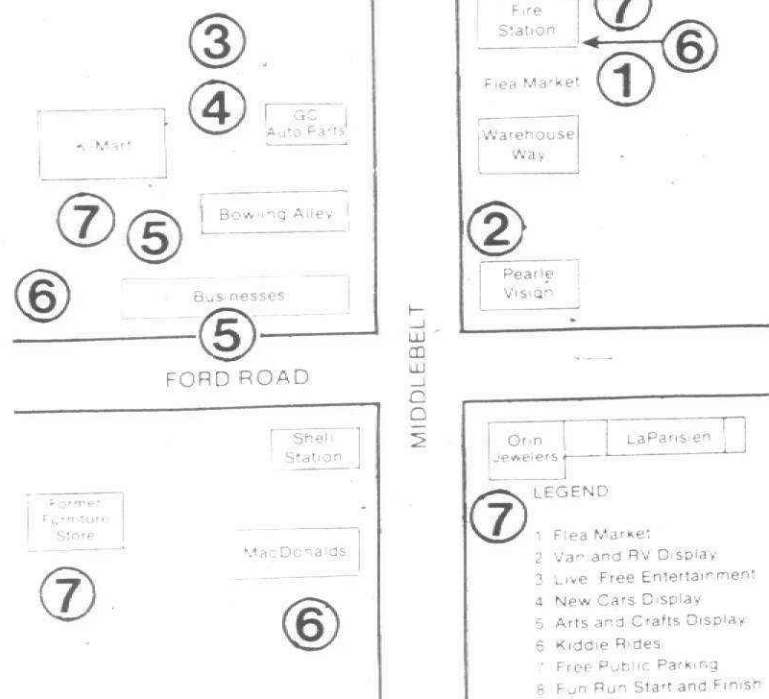 7
Fire
Station
6
3
Flea Market
1
4
GC
Auto Parts
K-Mart
Warehouse
Way
7
5
Bowling Alley
2
6
Businesses
Pearle
Vision
5
FORD ROAD
MIDDLEBELT
Shell
Station
Orin
Jewelers
LaParisien
LEGEND
7
Former
Furniture
Store
MacDonalds
1 Flea Market
2 Van and RV Display
3 Live Free Entertainment
4 New Cars Display
5 Arts and Crafts Display
6 Kiddie Rides
7 Free Public Parking
8 Fun Run Start and Finish
7
6